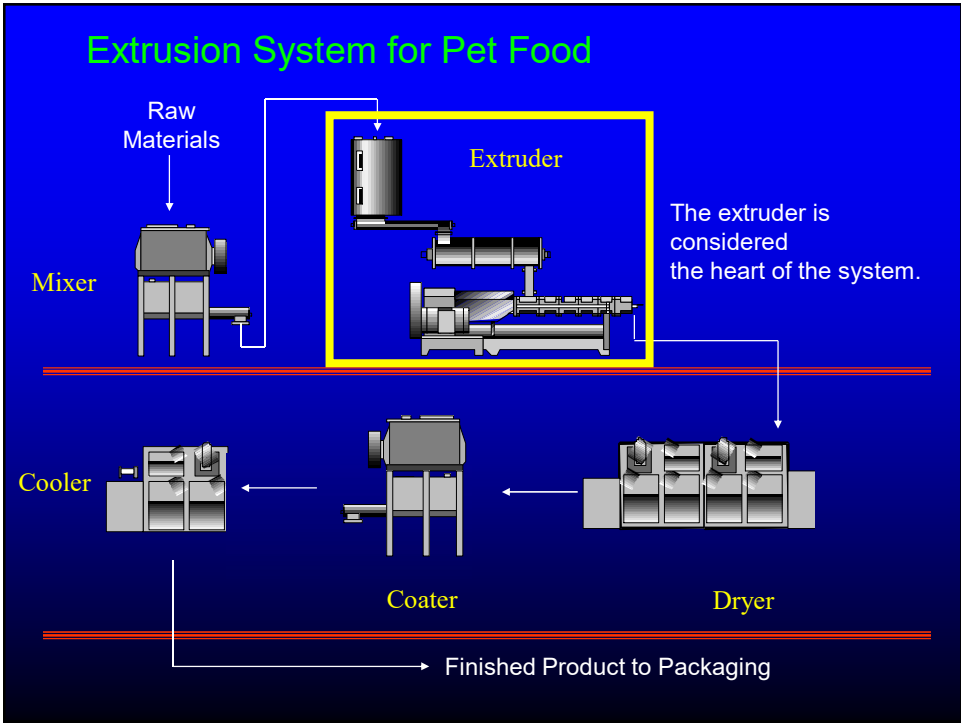 Extrusion System for Pet Food
Raw
Materials
Extruder
The extruder is
considered
the heart of the system.
Mixer
Cooler
Coater
Dryer
Finished Product to Packaging